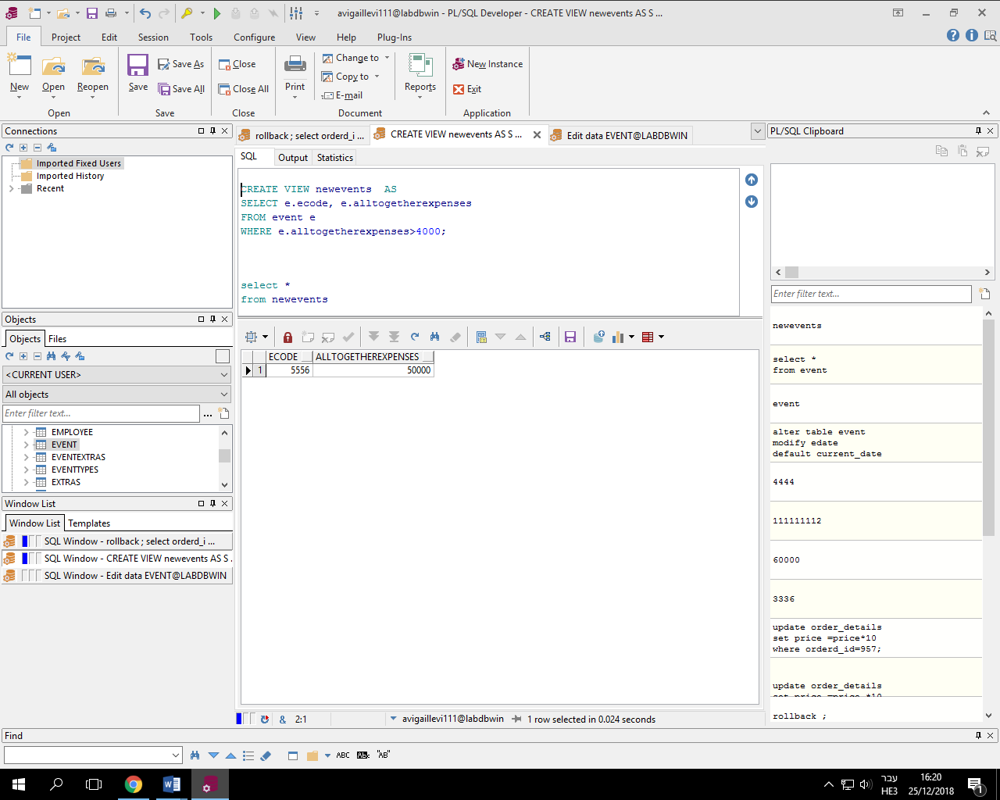 avigaillevi111@labdbwin - PL/SQL Developer - CREATE VIEW newevents AS S ...
File Project Edit Session Tools Configure View Help Plug-Ins
New Open Reopen
Open
Save Save As
Save All
Save
Close
Close All
Close
Print Change to
Copy to
E-mail
Reports
Document
New Instance
Exit
Application
Connections
Imported Fixed Users
Imported History
Recent
Objects
Objects Files
<CURRENT USER>
All objects
Enter filter text...
...
EMPLOYEE
EVENT
EVENTEXTRAS
EVENTTYPES
EXTRAS
Window List
Window List Templates
SQL Window - rollback ; select orderd_i ...
SQL Window - CREATE VIEW newevents AS S .
SQL Window - Edit data EVENT@LABDBWIN
rollback ; select orderd_i ... CREATE VIEW newevents AS S ... Edit data EVENT@LABDBWIN
SQL Output Statistics
CREATE VIEW newevents  AS
SELECT e.ecode, e.alltogetherexpenses
FROM event e
WHERE e.alltogetherexpenses>4000;
select *
from newevents
ECODE ALLTOGETHEREXPENSES
1 5556 50000
& 2:1 avigaillevi111@labdbwin 1 row selected in 0.024 seconds
PL/SQL Clipboard
Enter filter text...
newevents
select *
from event
event
alter table event
modify edate
default current_date
4444
111111112
60000
3336
update order_details
set price =price*10
where orderd_id=957;
update order_details
set price =price *10
rollback ;
Find
ABC AB "AB"
עבר
HE3
16:20
25/12/2018
1